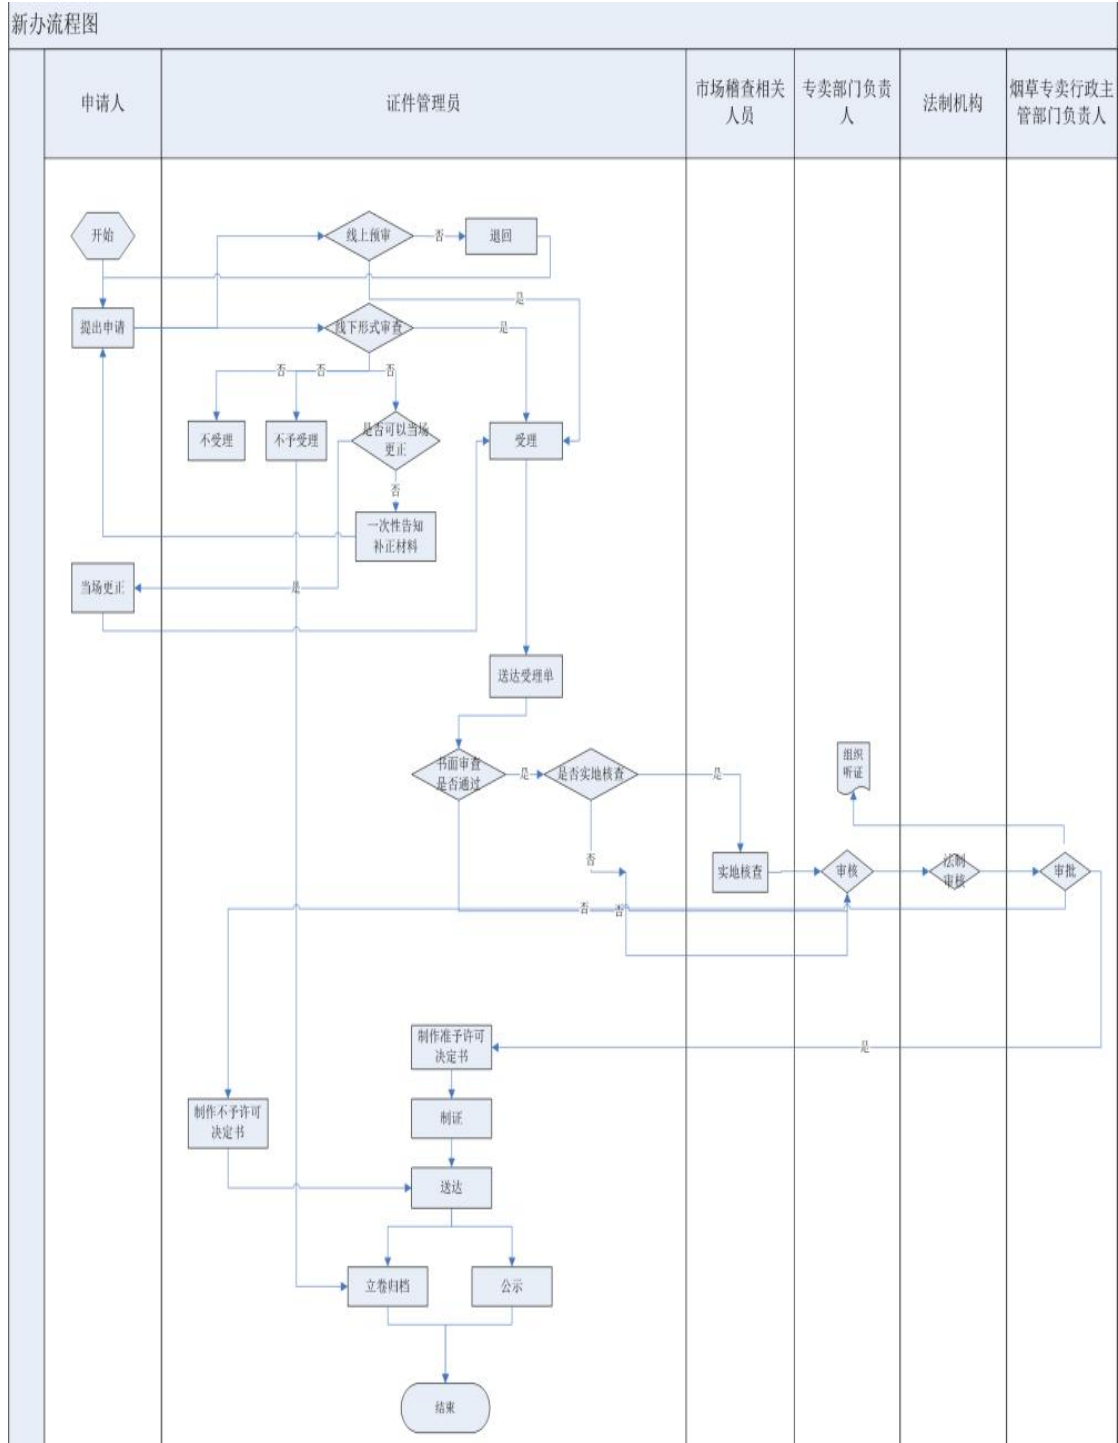 新办流程图
申请人
证件管理员
市场稽查相关
人员
专卖部门负责
人
法制机构
烟草专卖行政主
管部门负责人
开始
线上预审
否
退回
是
提出申请
线下形式审查
是
否
否
否
不受理
不予受理
是否可以当场
更正
受理
否
一次性告知
补正材料
当场更正
是
送达受理单
书面审查
是否通过
是
是否实地核查
是
组织
听证
否
实地核查
审核
法制
审核
审批
否
否
制作准予许可
决定书
是
制作不予许可
决定书
制证
送达
立卷归档
公示
结束